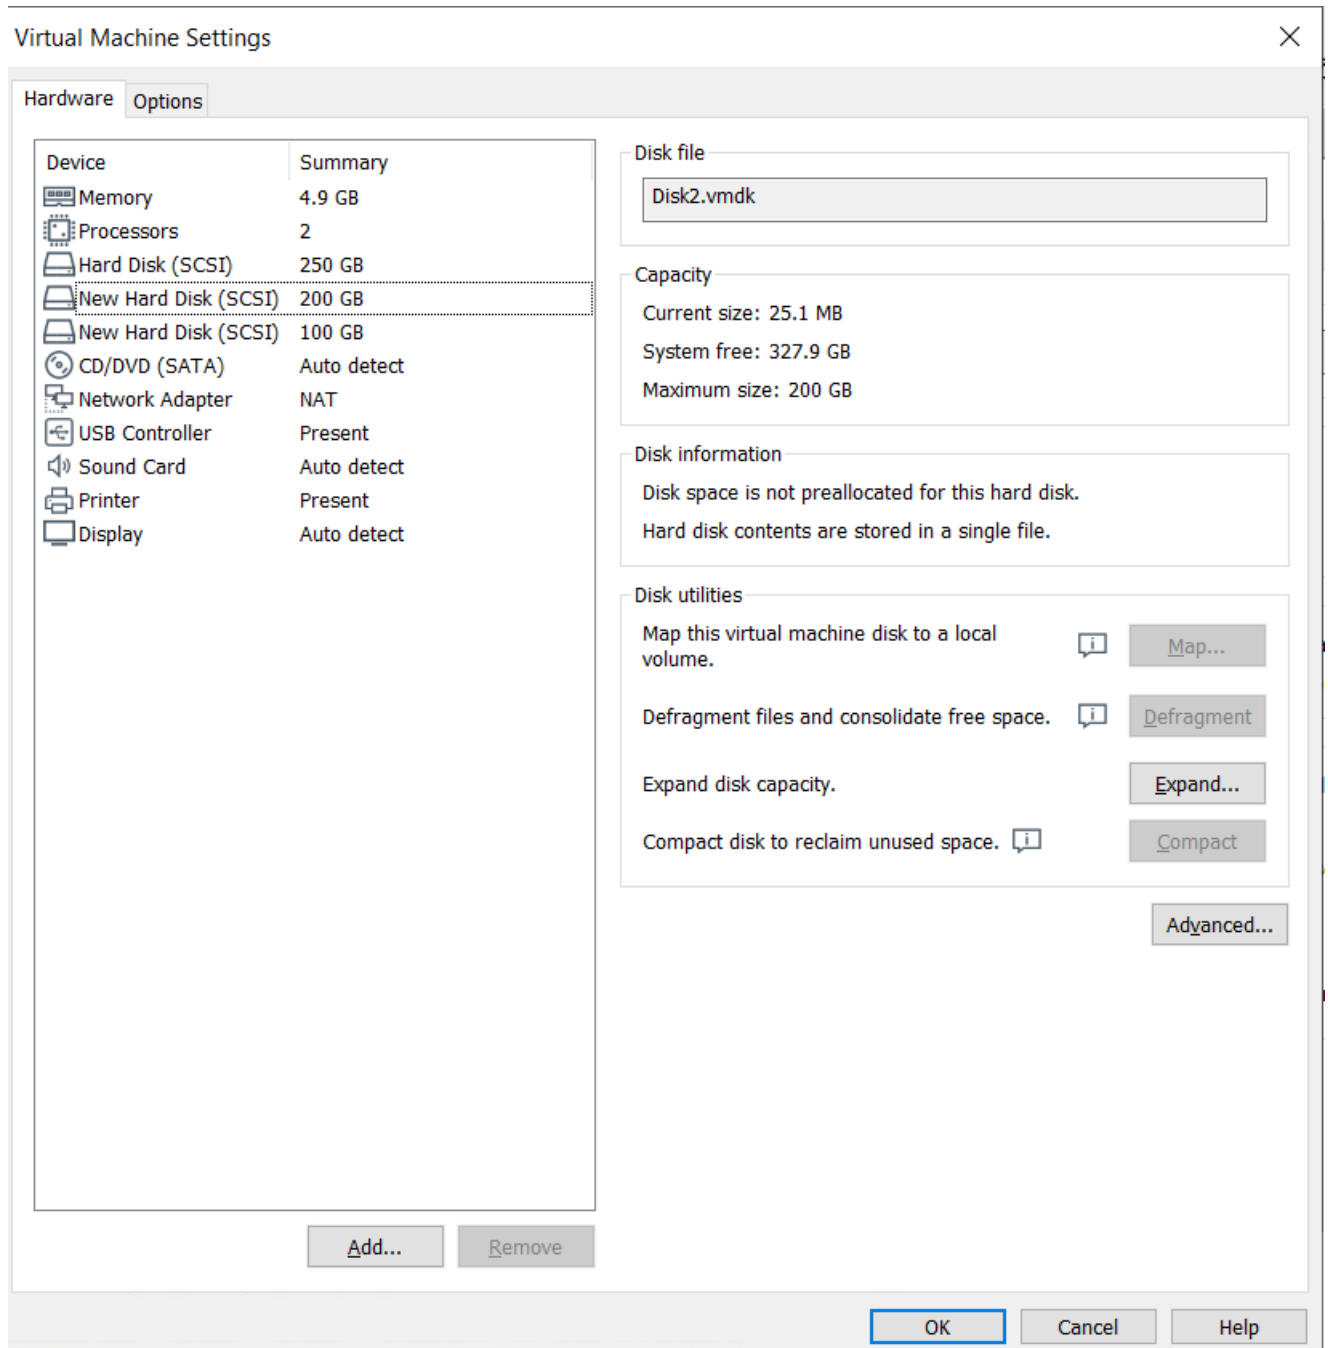 Virtual Machine Settings
Hardware Options
Device Summary
Memory 4.9 GB
Processors 2
Hard Disk (SCSI) 250 GB
New Hard Disk (SCSI) 200 GB
New Hard Disk (SCSI) 100 GB
CD/DVD (SATA) Auto detect
Network Adapter NAT
USB Controller Present
Sound Card Auto detect
Printer Present
Display Auto detect
Add... Remove
Disk file
Disk2.vmdk
Capacity
Current size: 25.1 MB
System free: 327.9 GB
Maximum size: 200 GB
Disk information
Disk space is not preallocated for this hard disk.
Hard disk contents are stored in a single file.
Disk utilities
Map this virtual machine disk to a local
volume.
Map...
Defragment files and consolidate free space. Defragment
Expand disk capacity. Expand...
Compact disk to reclaim unused space. Compact
Advanced...
OK Cancel Help